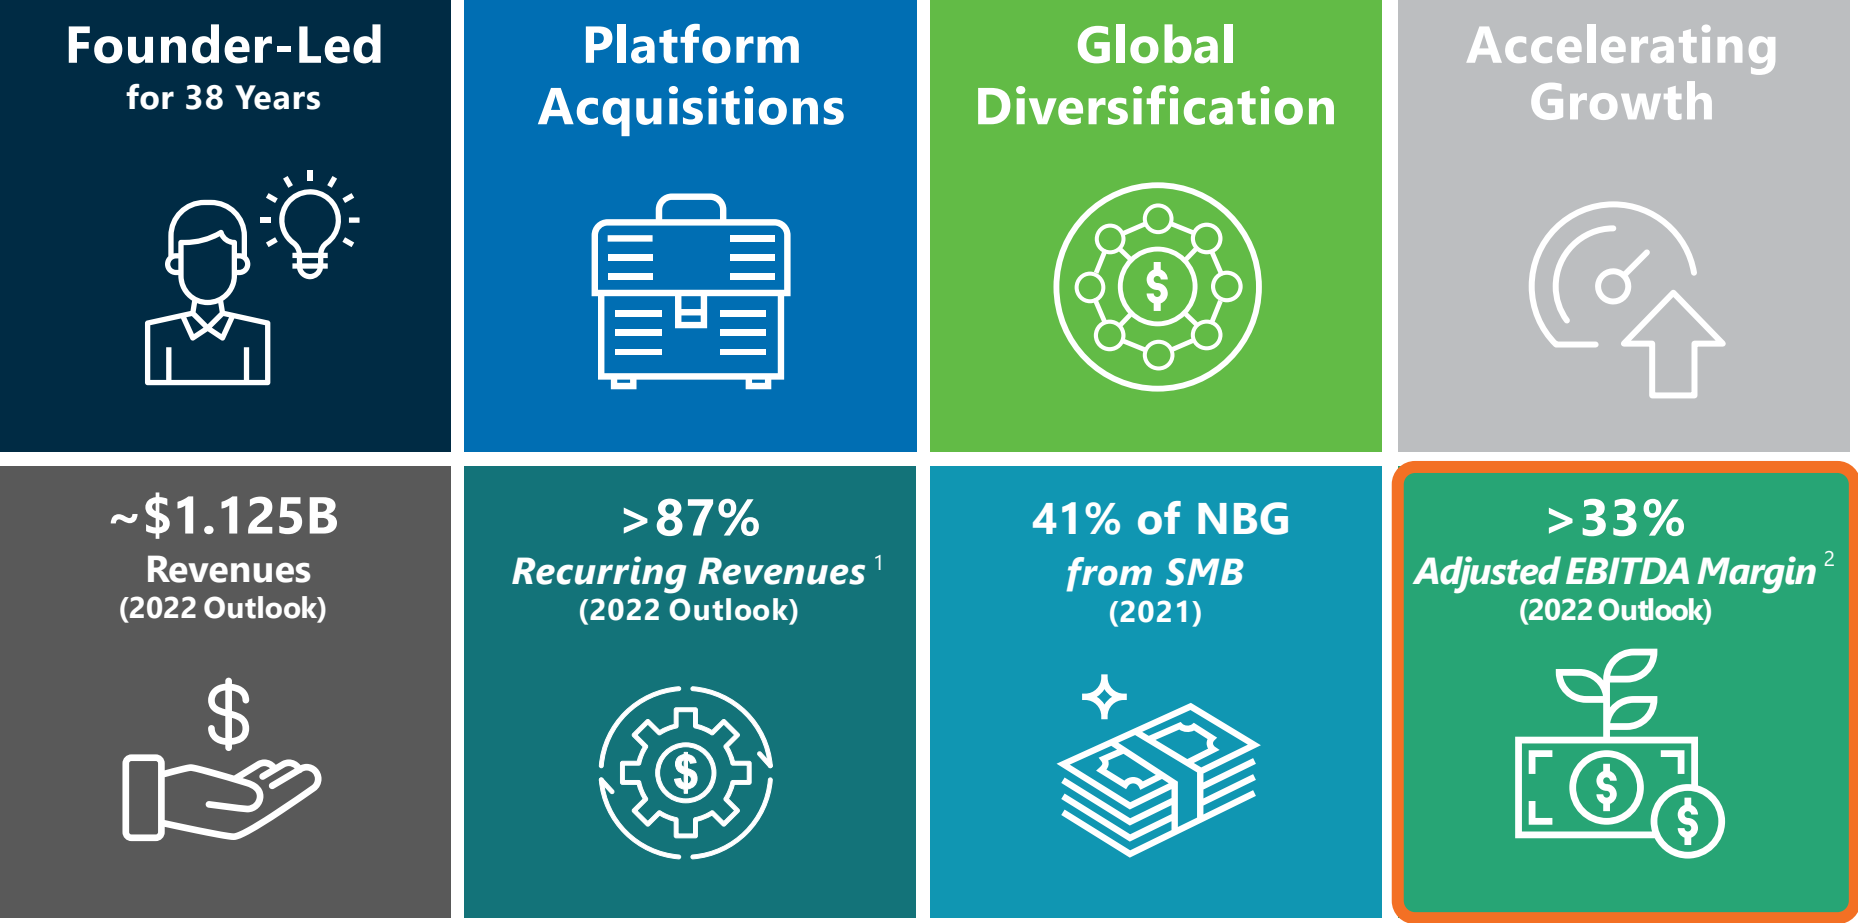 Founder-Led
for 38 Years
Platform
Acquisitions
Global
Diversification
Accelerating
Growth
~$1.125B
Revenues
(2022 Outlook)
>87%
Recurring Revenues 1
(2022 Outlook)
41% of NBG
from SMB
(2021)
>33%
Adjusted EBITDA Margin 2
(2022 Outlook)